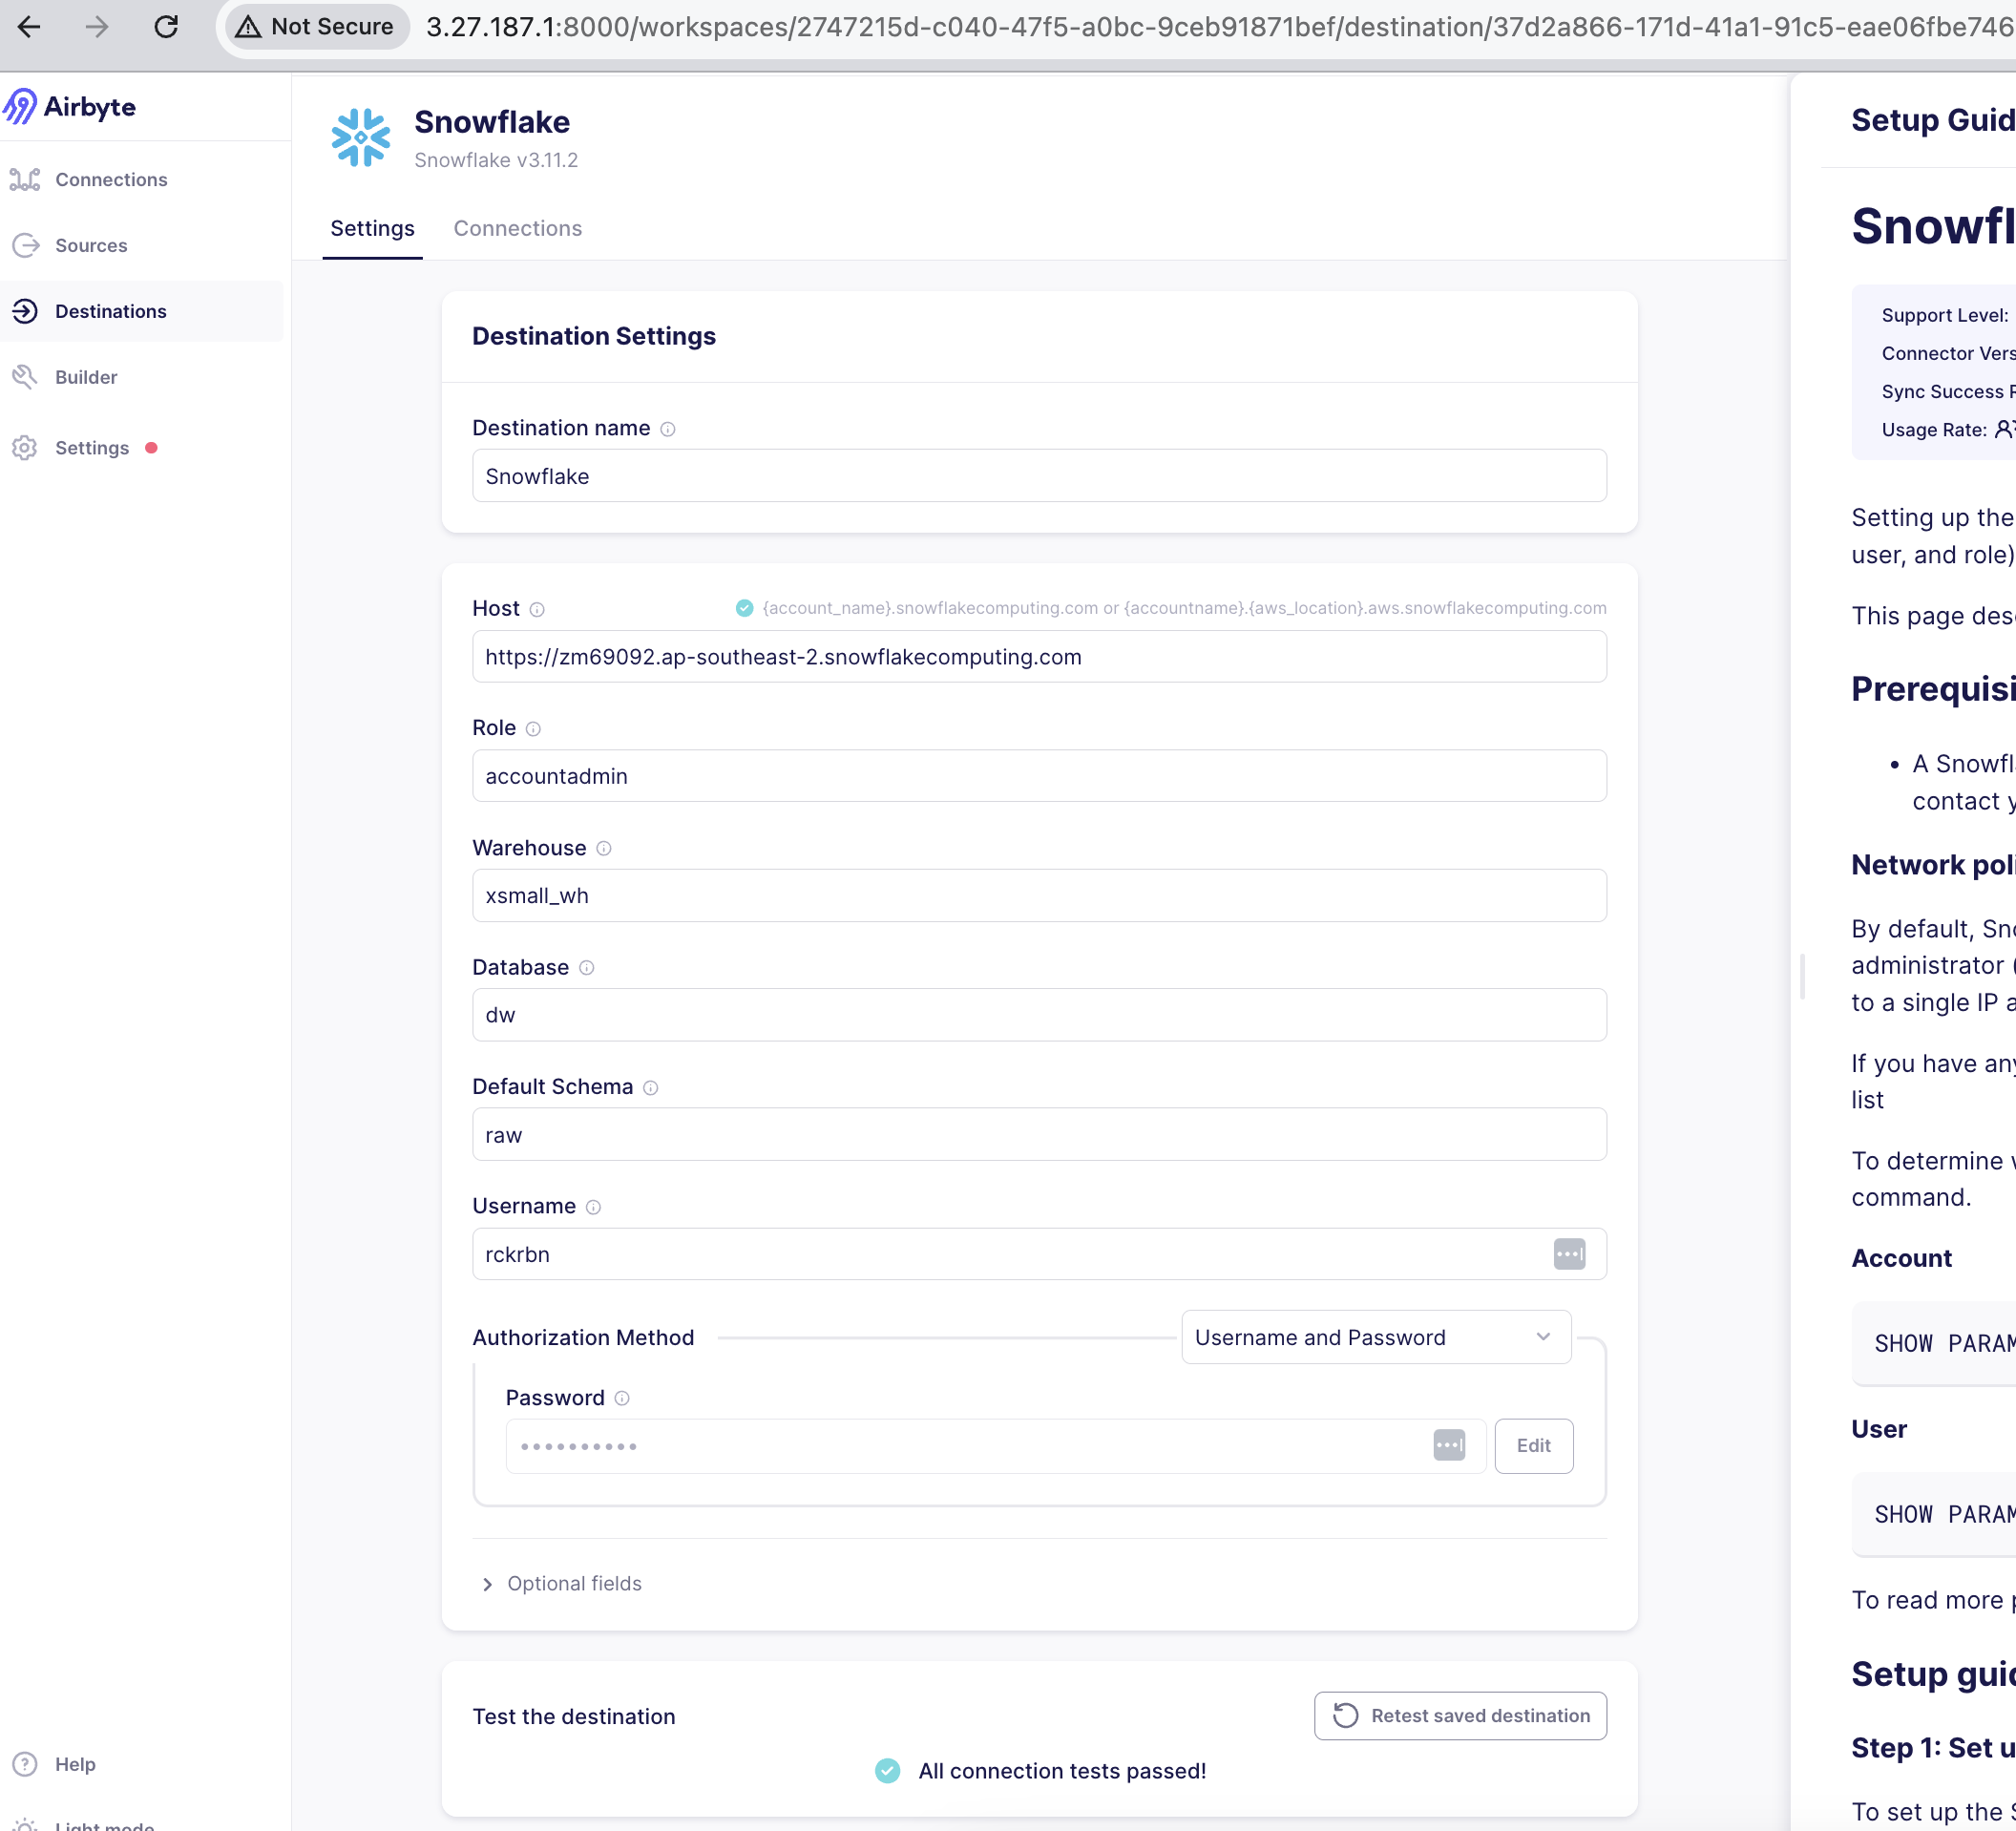 Not Secure
3.27.187.1:8000/workspaces/2747215d-c040-47f5-a0bc-9ceb91871bef/destination/37d2a866-171d-41a1-91c5-eae06fbe746
Airbyte
Connections
Sources
Destinations
Builder
Settings
Help
Light mode
Snowflake
Snowflake v3.11.2
Settings
Connections
Destination Settings
Destination name
Snowflake
Host
{account_name}.snowflakecomputing.com or {accountname}.{aws_location}.aws.snowflakecomputing.com
https://zm69092.ap-southeast-2.snowflakecomputing.com
Role
accountadmin
Warehouse
xsmall_wh
Database
dw
Default Schema
raw
Username
rckrbn
Authorization Method
Username and Password
Password
••••••••••
Edit
Optional fields
Test the destination
Retest saved destination
All connection tests passed!
Setup Guid
Snowfl
Support Level:
Connector Vers
Sync Success R
Usage Rate:
Setting up the
user, and role)
This page des
Prerequisi
• A Snowfl
contact y
Network poli
By default, Sno
administrator (
to a single IP a
If you have any
list
To determine w
command.
Account
SHOW PARAM
User
SHOW PARAM
To read more p
Setup guid
Step 1: Set u
To set up the S